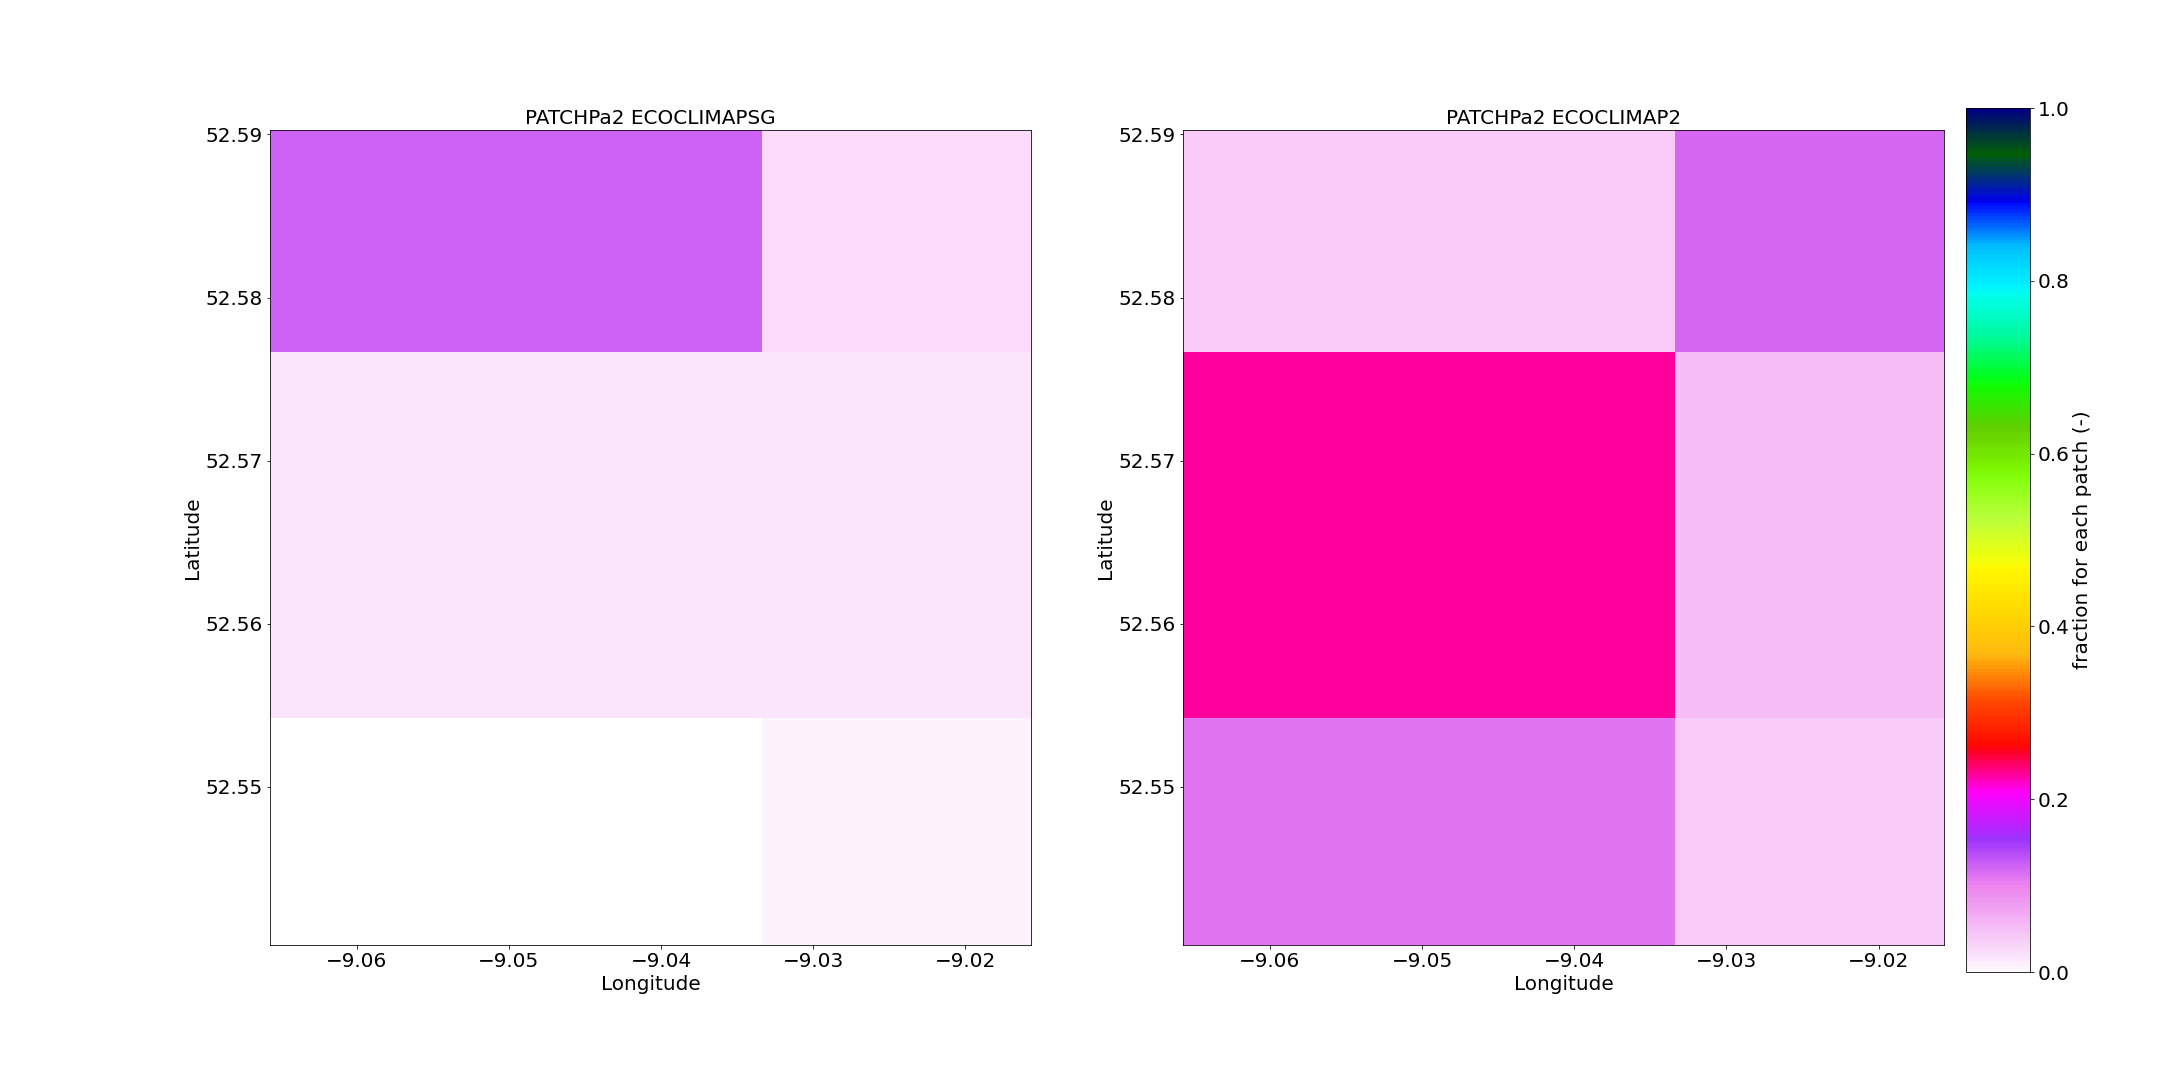 PATCHPa2 ECOCLIMAPSG
52.59
52.58
52.57
52.56
52.55
Latitude
−9.06 −9.05 −9.04 −9.03 −9.02
Longitude
PATCHPa2 ECOCLIMAP2
52.59
52.58
52.57
52.56
52.55
Latitude
−9.06 −9.05 −9.04 −9.03 −9.02
Longitude
1.0
0.8
0.6
0.4
0.2
0.0
fraction for each patch (-)